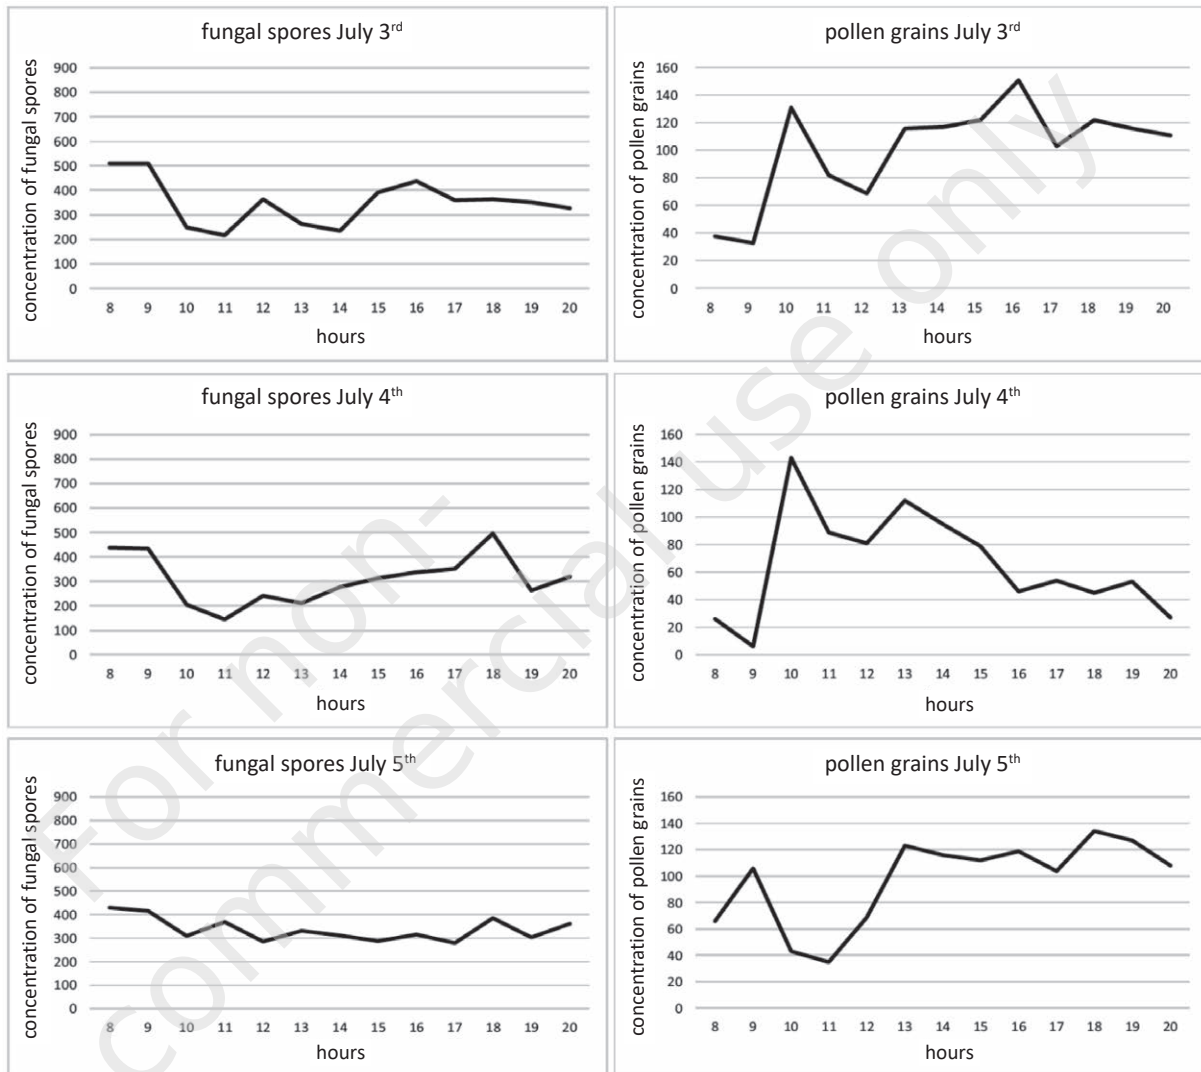 fungal spores July 3rd
concentration of fungal spores
900
800
700
600
500
400
300
200
100
0
8 9 10 11 12 13 14 15 16 17 18 19 20
hours
pollen grains July 3rd
concentration of pollen grains
160
140
120
100
80
60
40
20
0
8 9 10 11 12 13 14 15 16 17 18 19 20
hours
fungal spores July 4th
concentration of fungal spores
900
800
700
600
500
400
300
200
100
0
8 9 10 11 12 13 14 15 16 17 18 19 20
hours
pollen grains July 4th
concentration of pollen grains
160
140
120
100
80
60
40
20
0
8 9 10 11 12 13 14 15 16 17 18 19 20
hours
fungal spores July 5th
concentration of fungal spores
900
800
700
600
500
400
300
200
100
0
8 9 10 11 12 13 14 15 16 17 18 19 20
hours
pollen grains July 5th
concentration of pollen grains
160
140
120
100
80
60
40
20
0
8 9 10 11 12 13 14 15 16 17 18 19 20
hours
For non-
commercial use only